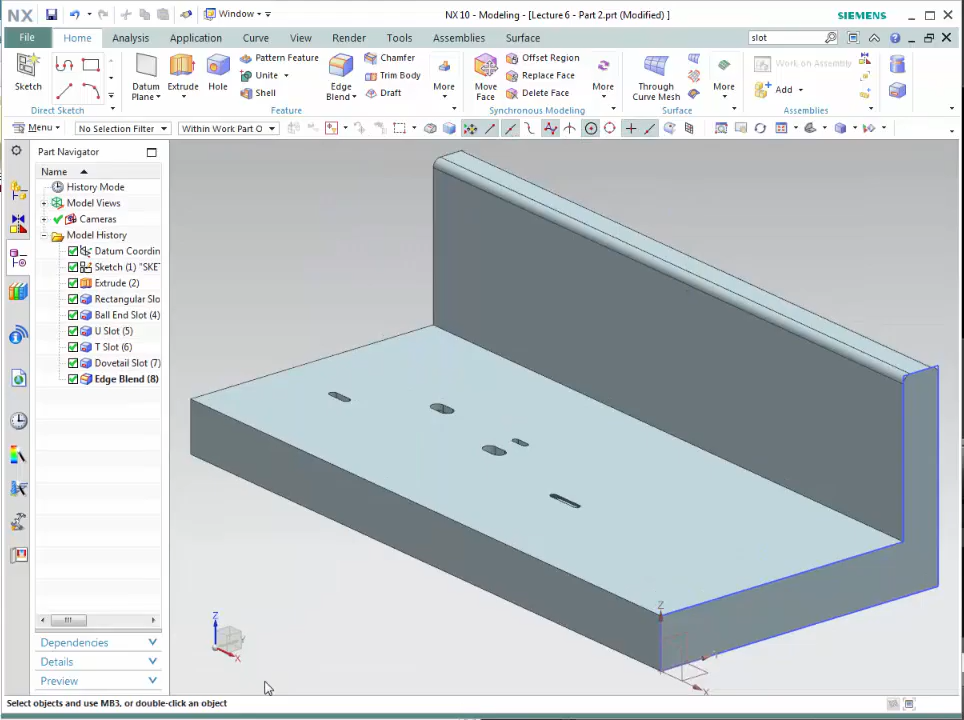 NX Window NX 10 - Modeling - [Lecture 6 - Part 2.prt (Modified) ] SIEMENS
File Home Analysis Application Curve View Render Tools Assemblies Surface slot
Sketch Datum Plane Extrude Hole Pattern Feature Unite Shell Edge Blend Chamfer Trim Body Draft More Move Face Offset Region Replace Face Delete Face More Through Curve Mesh More Work on Assembly Add
Direct Sketch Feature Synchronous Modeling Surface Assemblies
Menu No Selection Filter Within Work Part O
Part Navigator
Name
History Mode
Model Views
Cameras
Model History
Datum Coordin
Sketch (1) "SKE
Extrude (2)
Rectangular Slo
Ball End Slot (4)
U Slot (5)
T Slot (6)
Dovetail Slot (7)
Edge Blend (8)
Dependencies
Details
Preview
Z
X
Z
X
Select objects and use MB3, or double-click an object